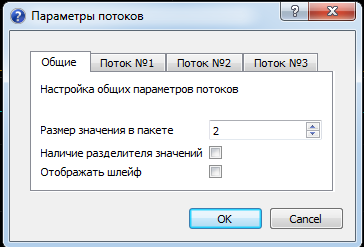 Параметры потоков
Общие Поток №1 Поток №2 Поток №3
Настройка общих параметров потоков
Размер значения в пакете 2
Наличие разделителя значений
Отображать шлейф
OK Cancel